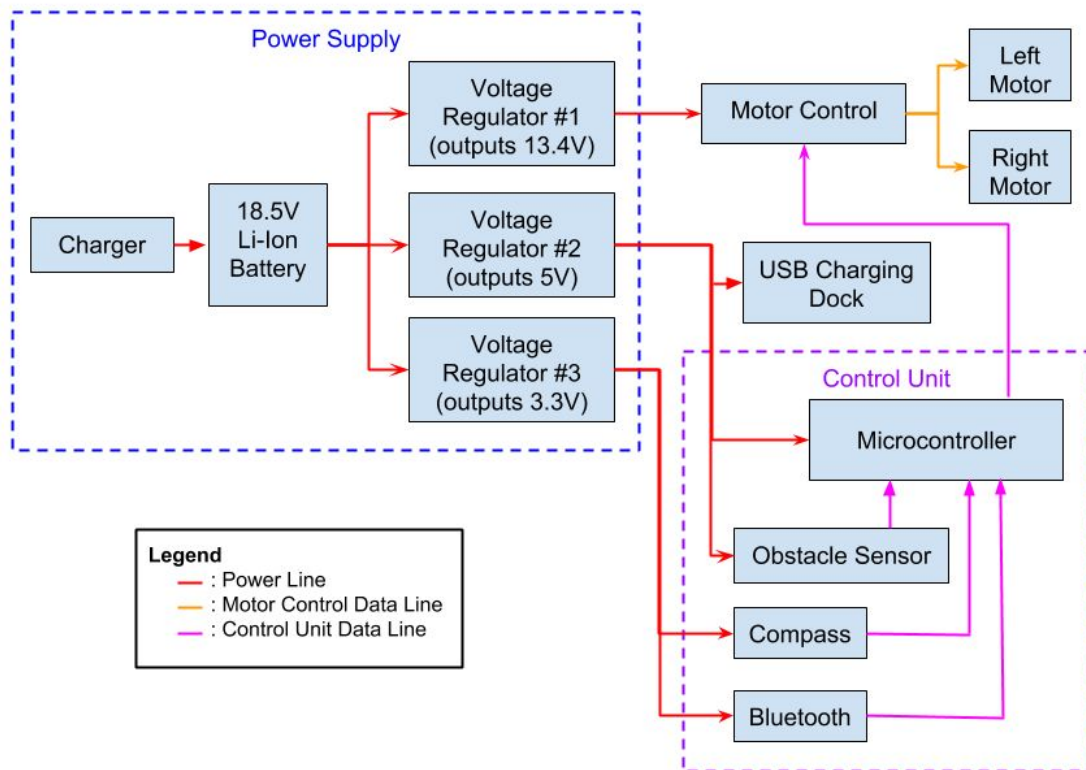 Power Supply
Charger
18.5V
Li-Ion
Battery
Voltage
Regulator #1
(outputs 13.4V)
Voltage
Regulator #2
(outputs 5V)
Voltage
Regulator #3
(outputs 3.3V)
Motor Control
Left
Motor
Right
Motor
USB Charging
Dock
Control Unit
Microcontroller
Obstacle Sensor
Compass
Bluetooth
Legend
: Power Line
: Motor Control Data Line
: Control Unit Data Line